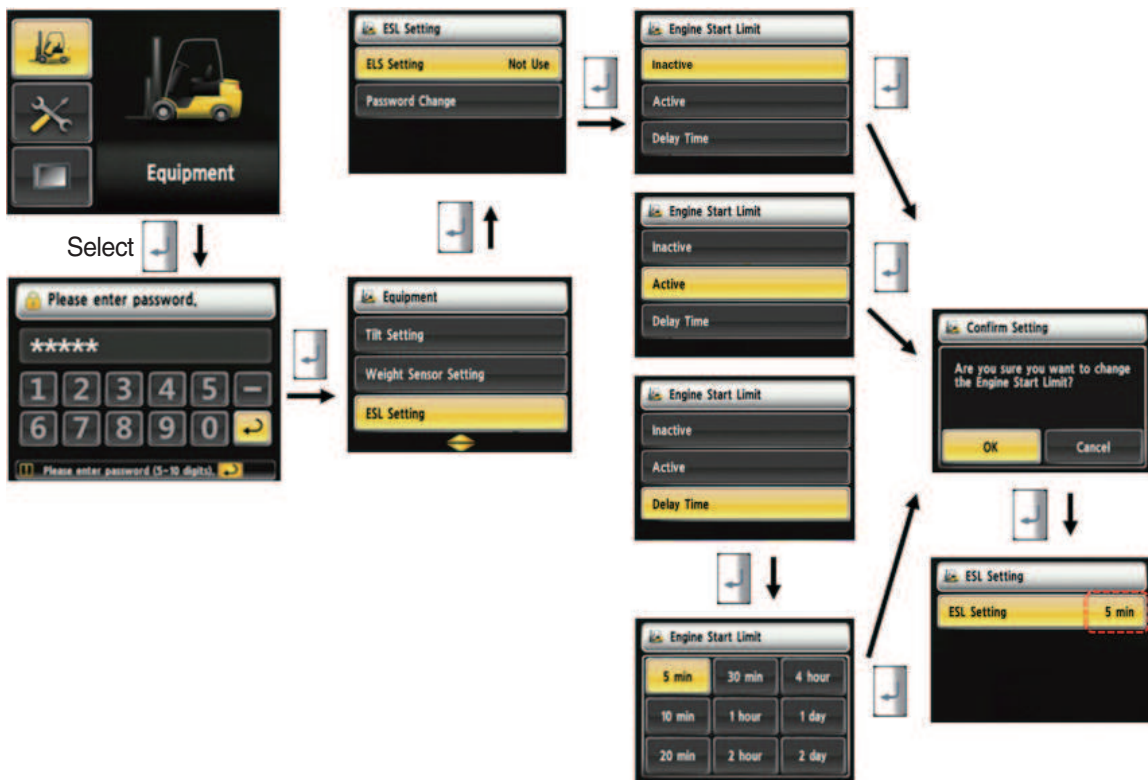 Equipment
Select
Please enter password.
*****
1 2 3 4 5 –
6 7 8 9 0
Please enter password (5-10 digits).
Equipment
Tilt Setting
Weight Sensor Setting
ESL Setting
ESL Setting
ELS Setting Not Use
Password Change
Engine Start Limit
Inactive
Active
Delay Time
Engine Start Limit
Inactive
Active
Delay Time
Engine Start Limit
Inactive
Active
Delay Time
Engine Start Limit
5 min 30 min 4 hour
10 min 1 hour 1 day
20 min 2 hour 2 day
Confirm Setting
Are you sure you want to change
the Engine Start Limit?
OK Cancel
ESL Setting
ESL Setting 5 min